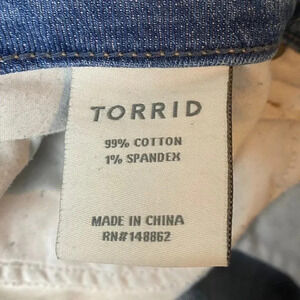 TORRID
99% COTTON
1% SPANDEX
MADE IN CHINA
RN#148862